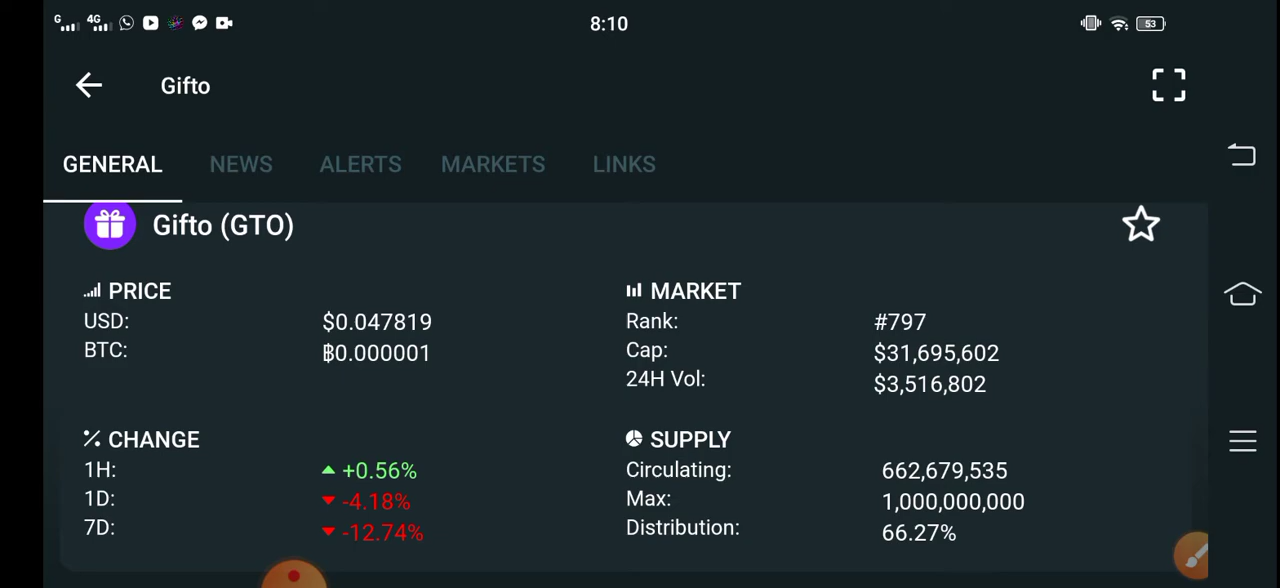 G 4G 8:10 53
Gifto
GENERAL NEWS ALERTS MARKETS LINKS
Gifto (GTO)
PRICE
USD: $0.047819
BTC: ฿0.000001
MARKET
Rank: #797
Cap: $31,695,602
24H Vol: $3,516,802
CHANGE
1H: +0.56%
1D: -4.18%
7D: -12.74%
SUPPLY
Circulating: 662,679,535
Max: 1,000,000,000
Distribution: 66.27%